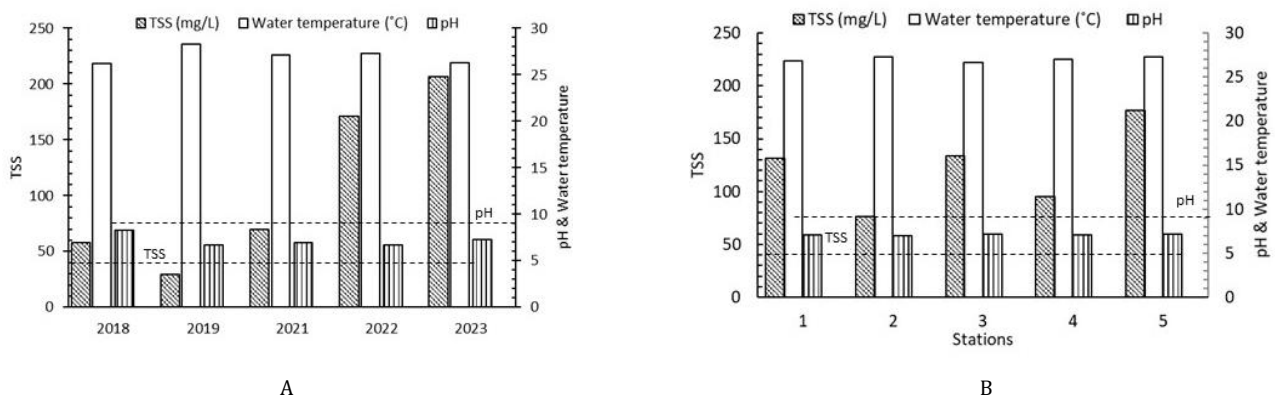 TSS (mg/L) Water temperature (˚C) pH
250
200
150
100
50
0
TSS
30
25
20
15
10
5
0
pH & Water temperature
pH
TSS
2018 2019 2021 2022 2023
A
TSS (mg/L) Water temperature (˚C) pH
250
200
150
100
50
0
TSS
30
25
20
15
10
5
0
pH & Water temperature
pH
TSS
1 2 3 4 5
Stations
B